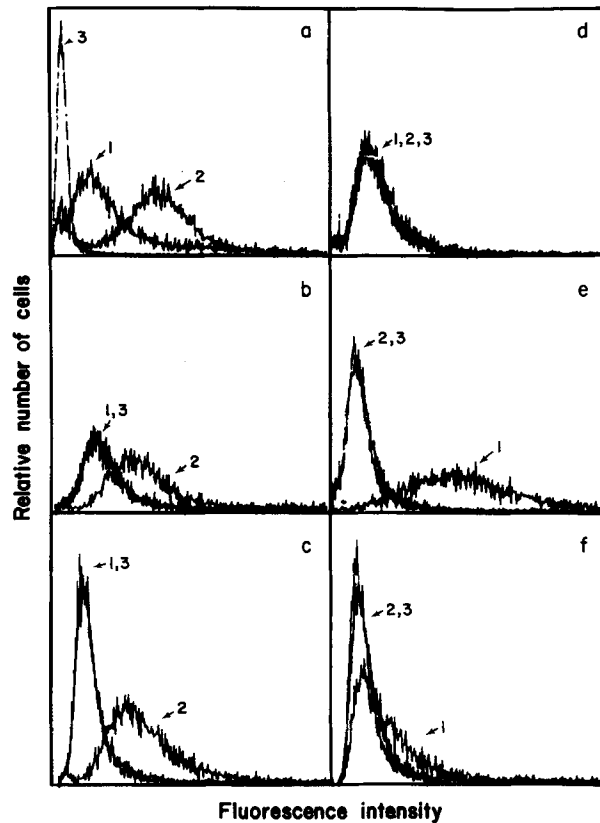 a
3
1
2
d
1,2,3
b
1,3
2
e
2,3
1
c
1,3
2
f
2,3
1
Relative number of cells
Fluorescence intensity